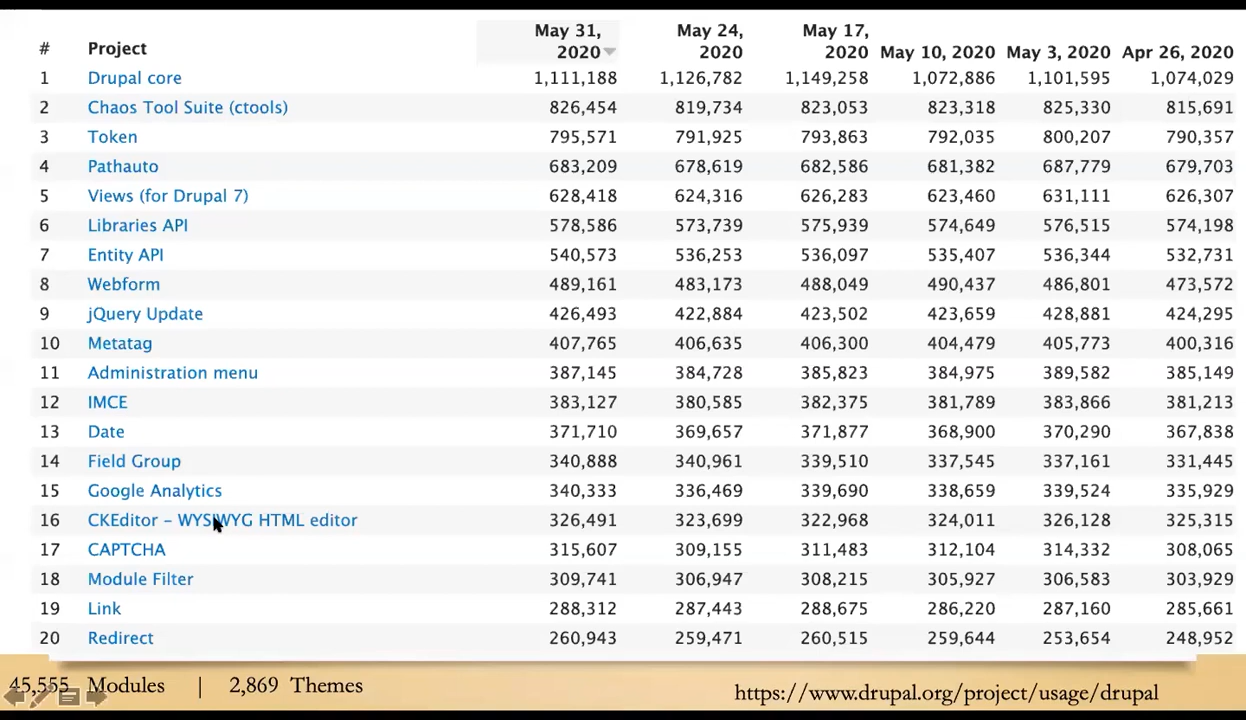 # Project May 31, 2020 May 24, 2020 May 17, 2020 May 10, 2020 May 3, 2020 Apr 26, 2020
1 Drupal core 1,111,188 1,126,782 1,149,258 1,072,886 1,101,595 1,074,029
2 Chaos Tool Suite (ctools) 826,454 819,734 823,053 823,318 825,330 815,691
3 Token 795,571 791,925 793,863 792,035 800,207 790,357
4 Pathauto 683,209 678,619 682,586 681,382 687,779 679,703
5 Views (for Drupal 7) 628,418 624,316 626,283 623,460 631,111 626,307
6 Libraries API 578,586 573,739 575,939 574,649 576,515 574,198
7 Entity API 540,573 536,253 536,097 535,407 536,344 532,731
8 Webform 489,161 483,173 488,049 490,437 486,801 473,572
9 jQuery Update 426,493 422,884 423,502 423,659 428,881 424,295
10 Metatag 407,765 406,635 406,300 404,479 405,773 400,316
11 Administration menu 387,145 384,728 385,823 384,975 389,582 385,149
12 IMCE 383,127 380,585 382,375 381,789 383,866 381,213
13 Date 371,710 369,657 371,877 368,900 370,290 367,838
14 Field Group 340,888 340,961 339,510 337,545 337,161 331,445
15 Google Analytics 340,333 336,469 339,690 338,659 339,524 335,929
16 CKEditor – WYSIWYG HTML editor 326,491 323,699 322,968 324,011 326,128 325,315
17 CAPTCHA 315,607 309,155 311,483 312,104 314,332 308,065
18 Module Filter 309,741 306,947 308,215 305,927 306,583 303,929
19 Link 288,312 287,443 288,675 286,220 287,160 285,661
20 Redirect 260,943 259,471 260,515 259,644 253,654 248,952
45,555 Modules | 2,869 Themes
https://www.drupal.org/project/usage/drupal